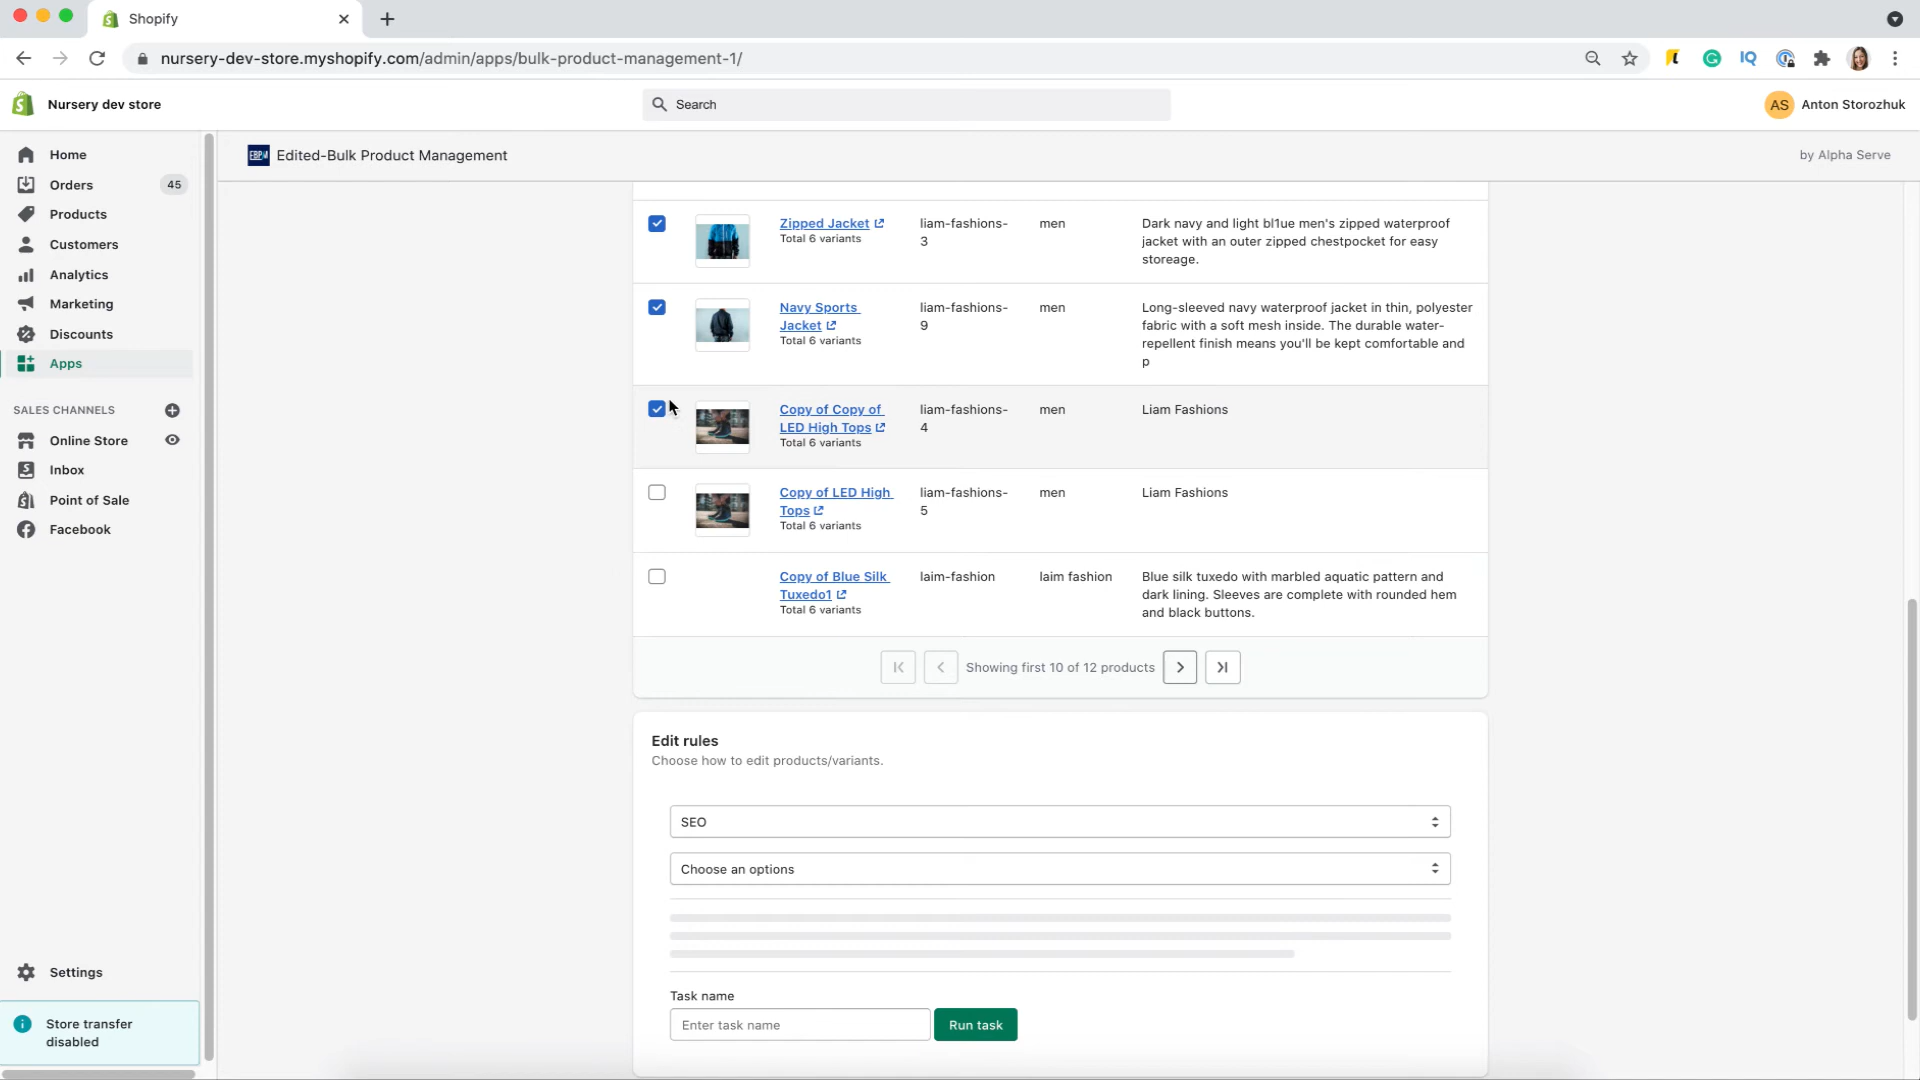 Shopify
nursery-dev-store.myshopify.com/admin/apps/bulk-product-management-1/
Nursery dev store
Search
AS Anton Storozhuk
Home
Orders 45
Products
Customers
Analytics
Marketing
Discounts
Apps
SALES CHANNELS
Online Store
Inbox
Point of Sale
Facebook
Settings
Store transfer
disabled
EBPM Edited-Bulk Product Management
by Alpha Serve
Zipped Jacket
Total 6 variants
liam-fashions-
3
men
Dark navy and light bl1ue men's zipped waterproof
jacket with an outer zipped chestpocket for easy
storeage.
Navy Sports
Jacket
Total 6 variants
liam-fashions-
9
men
Long-sleeved navy waterproof jacket in thin, polyester
fabric with a soft mesh inside. The durable water-
repellent finish means you'll be kept comfortable and
p
Copy of Copy of
LED High Tops
Total 6 variants
liam-fashions-
4
men
Liam Fashions
Copy of LED High
Tops
Total 6 variants
liam-fashions-
5
men
Liam Fashions
Copy of Blue Silk
Tuxedo1
Total 6 variants
laim-fashion
laim fashion
Blue silk tuxedo with marbled aquatic pattern and
dark lining. Sleeves are complete with rounded hem
and black buttons.
Showing first 10 of 12 products
Edit rules
Choose how to edit products/variants.
SEO
Choose an options
Task name
Enter task name
Run task